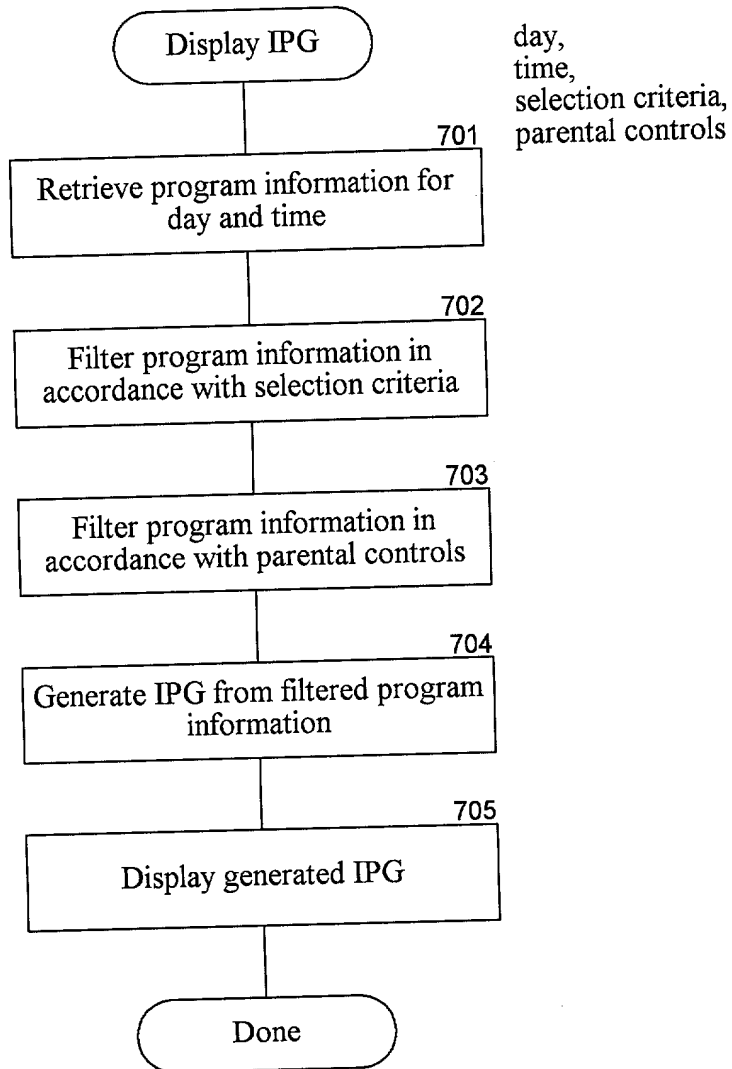 Display IPG
day,
time,
selection criteria,
parental controls
701
Retrieve program information for
day and time
702
Filter program information in
accordance with selection criteria
703
Filter program information in
accordance with parental controls
704
Generate IPG from filtered program
information
705
Display generated IPG
Done